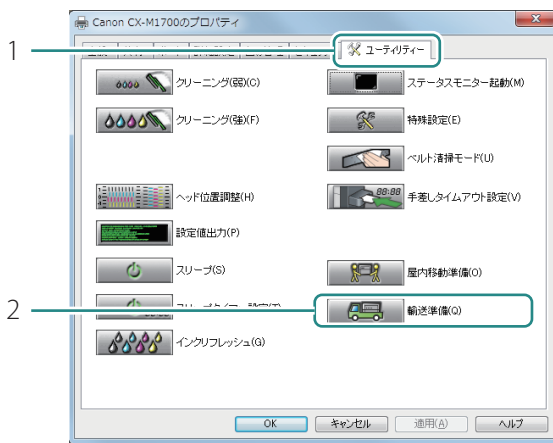 Canon CX-M1700のプロパティ
1
ユーティリティー
クリーニング(弱)(C)
ステータスモニター起動(M)
クリーニング(強)(F)
特殊設定(E)
ベルト清掃モード(U)
ヘッド位置調整(H)
88:88
手差しタイムアウト設定(V)
設定値出力(P)
スリープ(S)
屋内移動準備(O)
2
輸送準備(Q)
インクリフレッシュ(G)
OK
キャンセル
適用(A)
ヘルプ